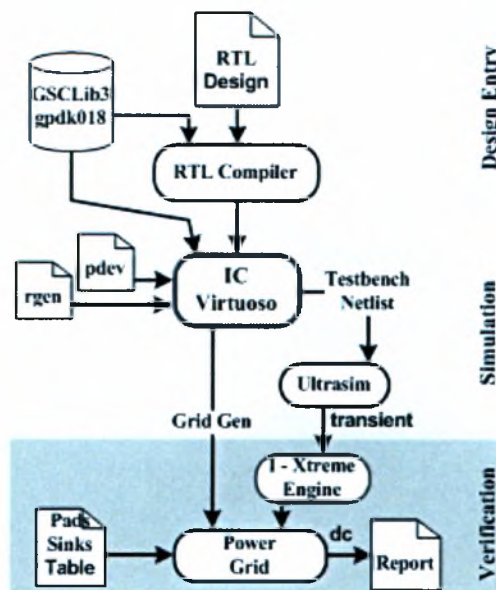 RTL
Design
GSCLib3
gpdk018
RTL Compiler
Design Entry
pdev
rgen
IC
Virtuoso
Testbench
Netlist
Simulation
Ultrasim
transient
Grid Gen
I - Xtreme
Engine
Pads
Sinks
Table
Power
Grid
dc
Report
Verification